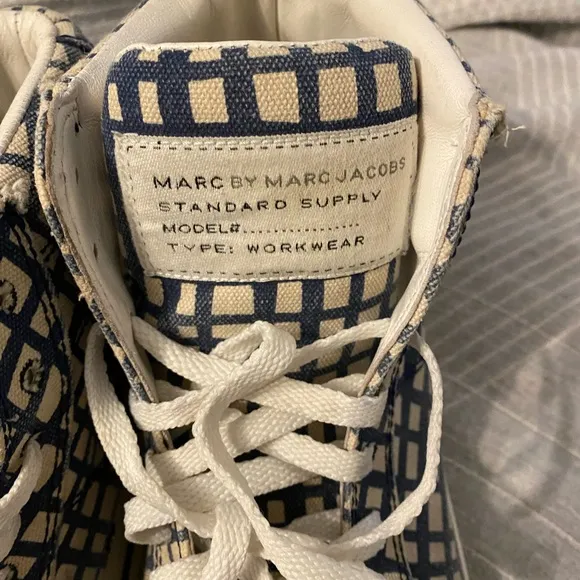 MARC BY MARC JACOBS
STANDARD SUPPLY
MODEL#.................
TYPE: WORKWEAR